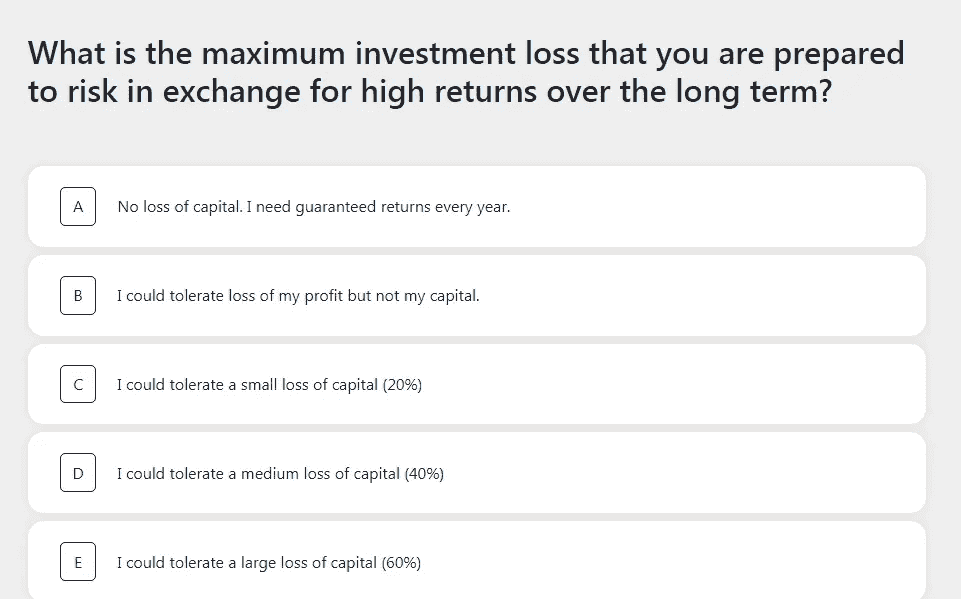 What is the maximum investment loss that you are prepared
to risk in exchange for high returns over the long term?
A No loss of capital. I need guaranteed returns every year.
B I could tolerate loss of my profit but not my capital.
C I could tolerate a small loss of capital (20%)
D I could tolerate a medium loss of capital (40%)
E I could tolerate a large loss of capital (60%)